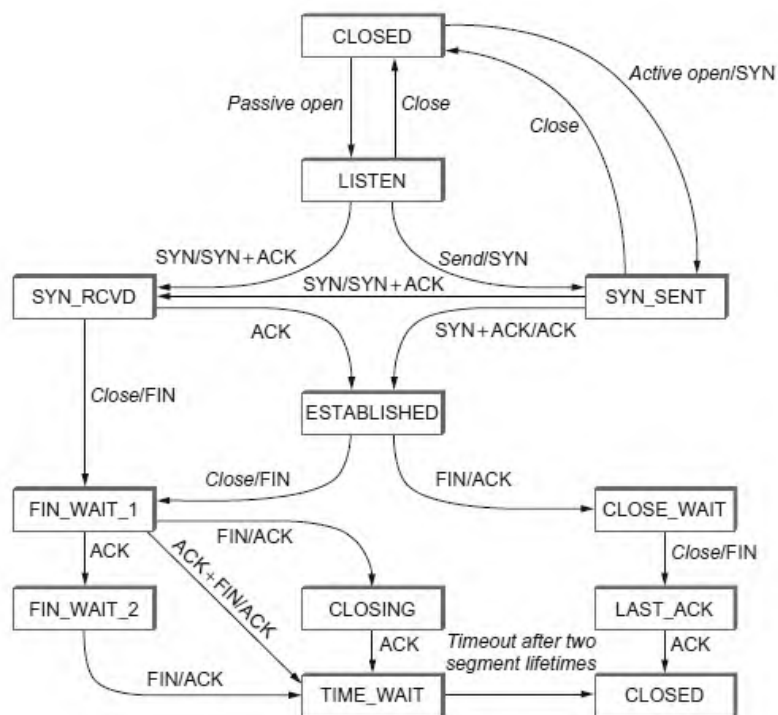 CLOSED
Active open/SYN
Passive open
Close
Close
LISTEN
SYN/SYN + ACK
Send/SYN
SYN/SYN + ACK
SYN_RCVD
SYN_SENT
ACK
SYN + ACK/ACK
Close/FIN
ESTABLISHED
Close/FIN
FIN/ACK
FIN_WAIT_1
CLOSE_WAIT
FIN/ACK
ACK
ACK + FIN/ACK
Close/FIN
FIN_WAIT_2
CLOSING
LAST_ACK
ACK
Timeout after two
segment lifetimes
ACK
FIN/ACK
TIME_WAIT
CLOSED